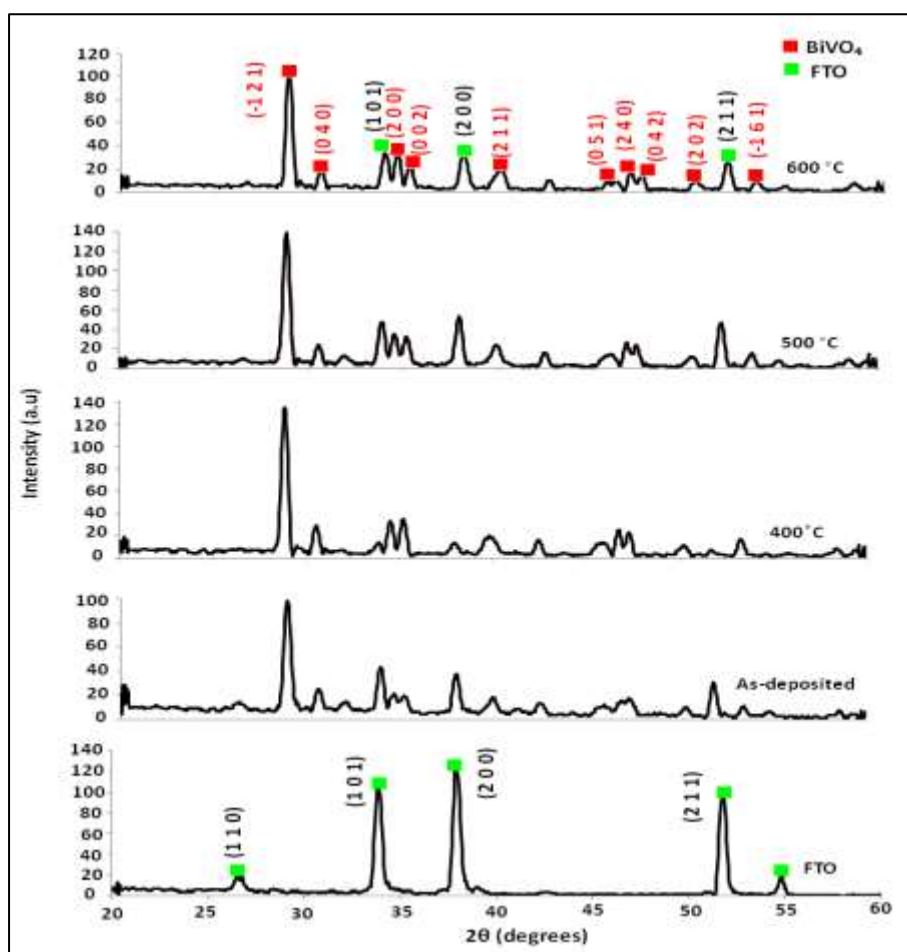 120
100
80
60
40
20
0
(-1 2 1)
(0 4 0)
(1 0 1)
(2 0 0)
(0 0 2)
(2 0 0)
(2 1 1)
(0 5 1)
(2 4 0)
(0 4 2)
(2 0 2)
(2 1 1)
(-1 6 1)
BiVO₄
FTO
600 °C
140
120
100
80
60
40
20
0
500 °C
140
120
100
80
60
40
20
0
400°C
100
80
60
40
20
0
As-deposited
140
120
100
80
60
40
20
0
(1 1 0)
(1 0 1)
(2 0 0)
(2 1 1)
FTO
20 25 30 35 40 45 50 55 60
2θ (degrees)
Intensity (a.u)